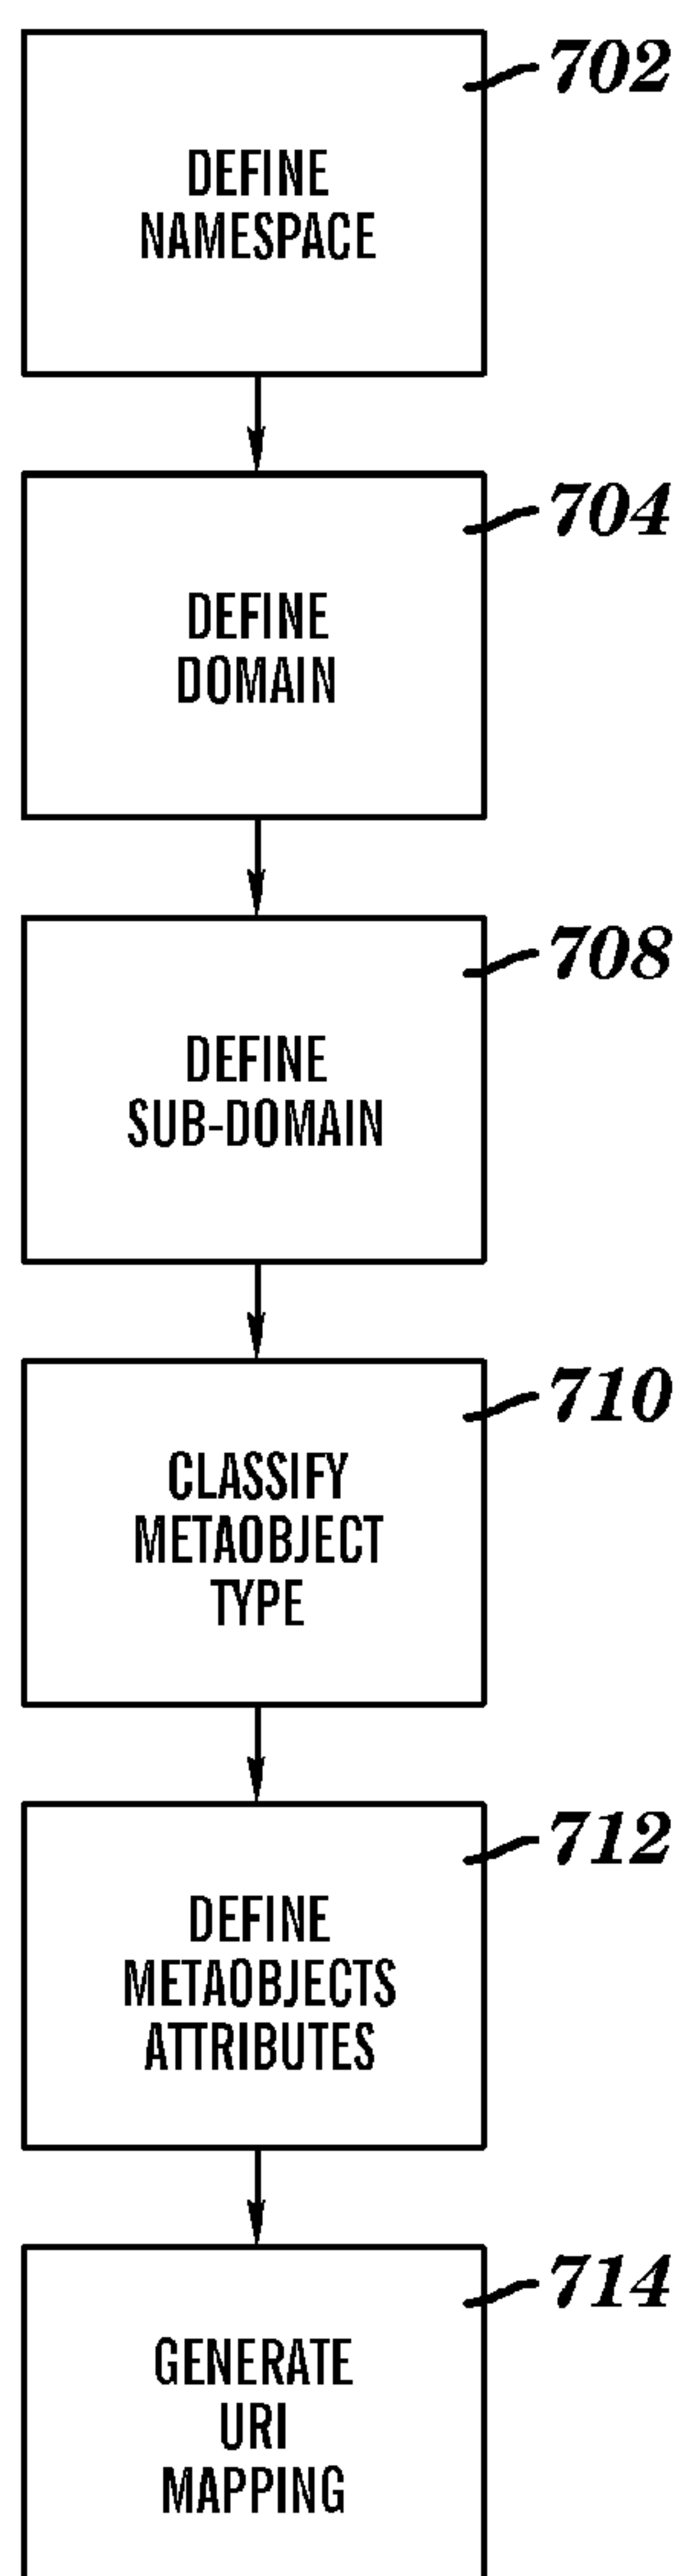 702
DEFINE
NAMESPACE
704
DEFINE
DOMAIN
708
DEFINE
SUB-DOMAIN
710
CLASSIFY
METAOBJECT
TYPE
712
DEFINE
METAOBJECTS
ATTRIBUTES
714
GENERATE
URI
MAPPING